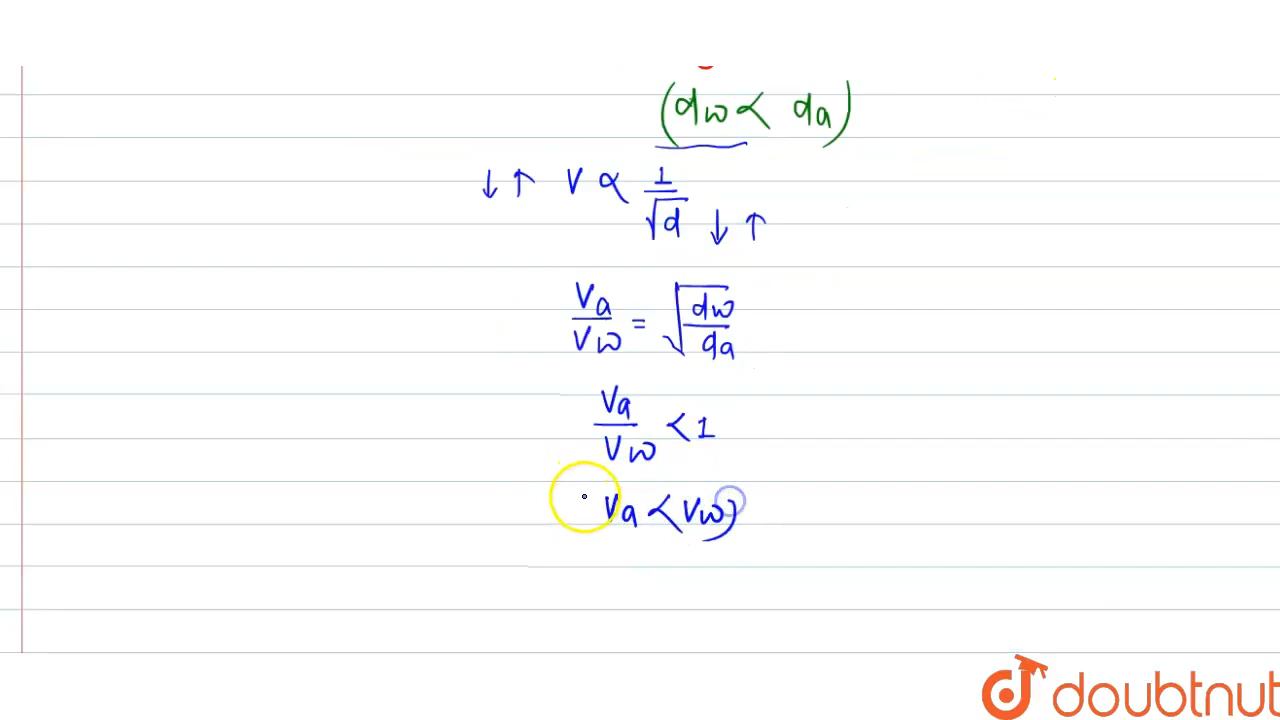 (dw < da)
↓ ↑ V ∝ 1/√d ↓ ↑
Va/Vw = √(dw/da)
Va/Vw < 1
Va < Vw)
doubtnut